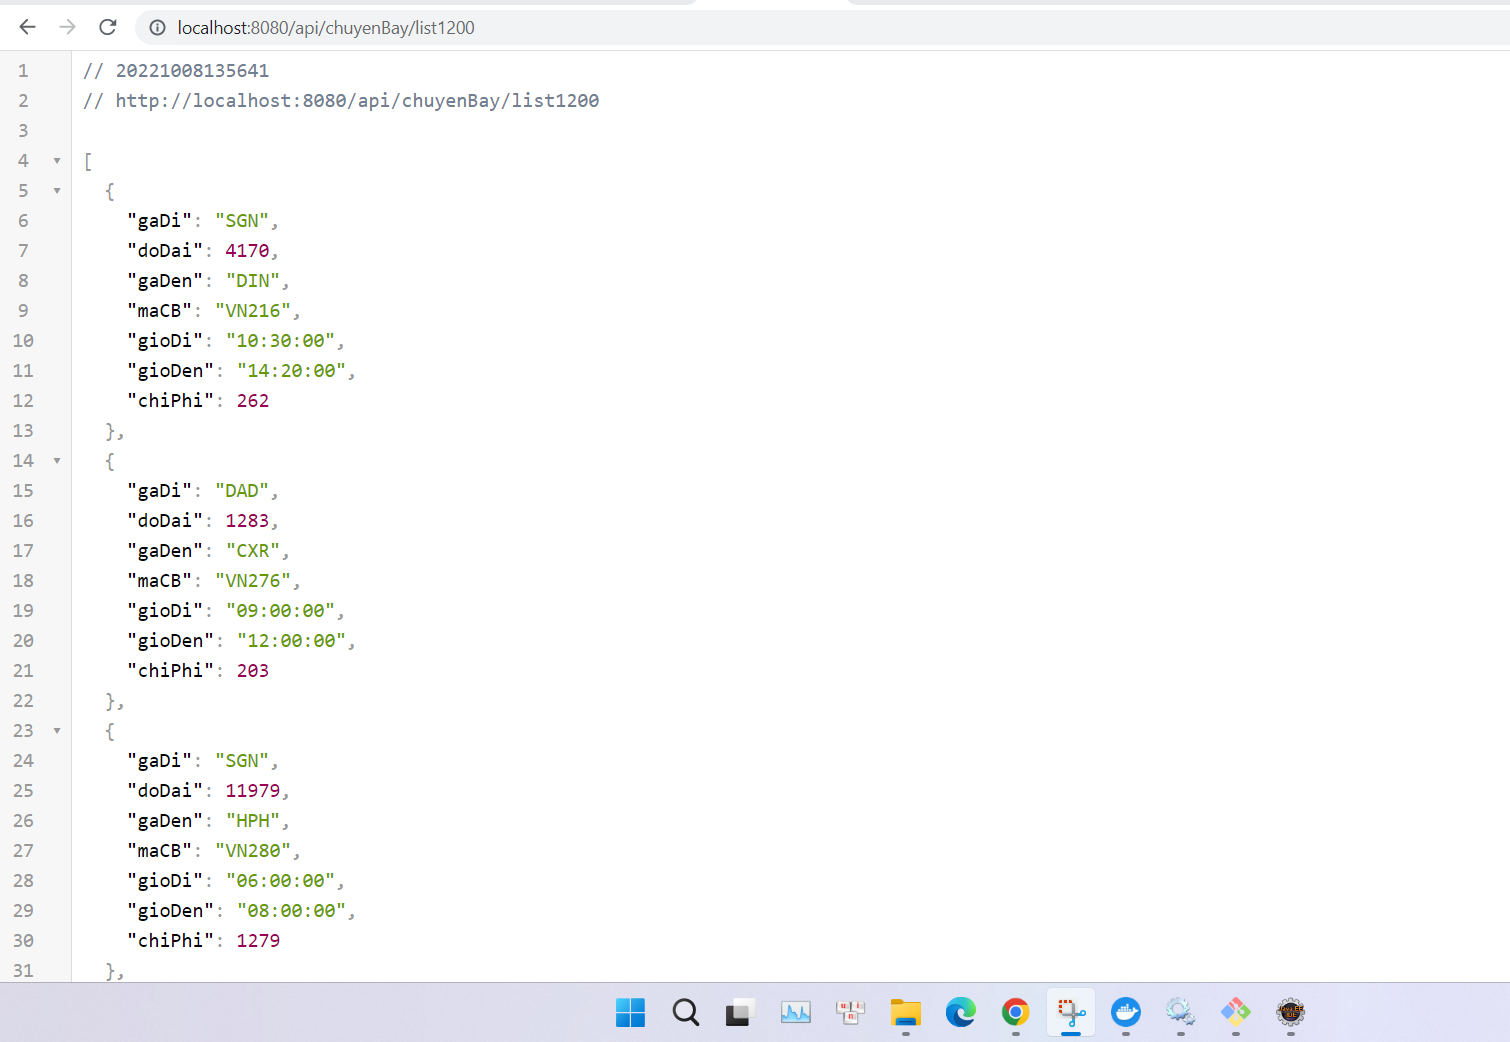 localhost:8080/api/chuyenBay/list1200
1 // 20221008135641
2 // http://localhost:8080/api/chuyenBay/list1200
3
4 [
5 {
6 "gaDi": "SGN",
7 "doDai": 4170,
8 "gaDen": "DIN",
9 "maCB": "VN216",
10 "gioDi": "10:30:00",
11 "gioDen": "14:20:00",
12 "chiPhi": 262
13 },
14 {
15 "gaDi": "DAD",
16 "doDai": 1283,
17 "gaDen": "CXR",
18 "maCB": "VN276",
19 "gioDi": "09:00:00",
20 "gioDen": "12:00:00",
21 "chiPhi": 203
22 },
23 {
24 "gaDi": "SGN",
25 "doDai": 11979,
26 "gaDen": "HPH",
27 "maCB": "VN280",
28 "gioDi": "06:00:00",
29 "gioDen": "08:00:00",
30 "chiPhi": 1279
31 },